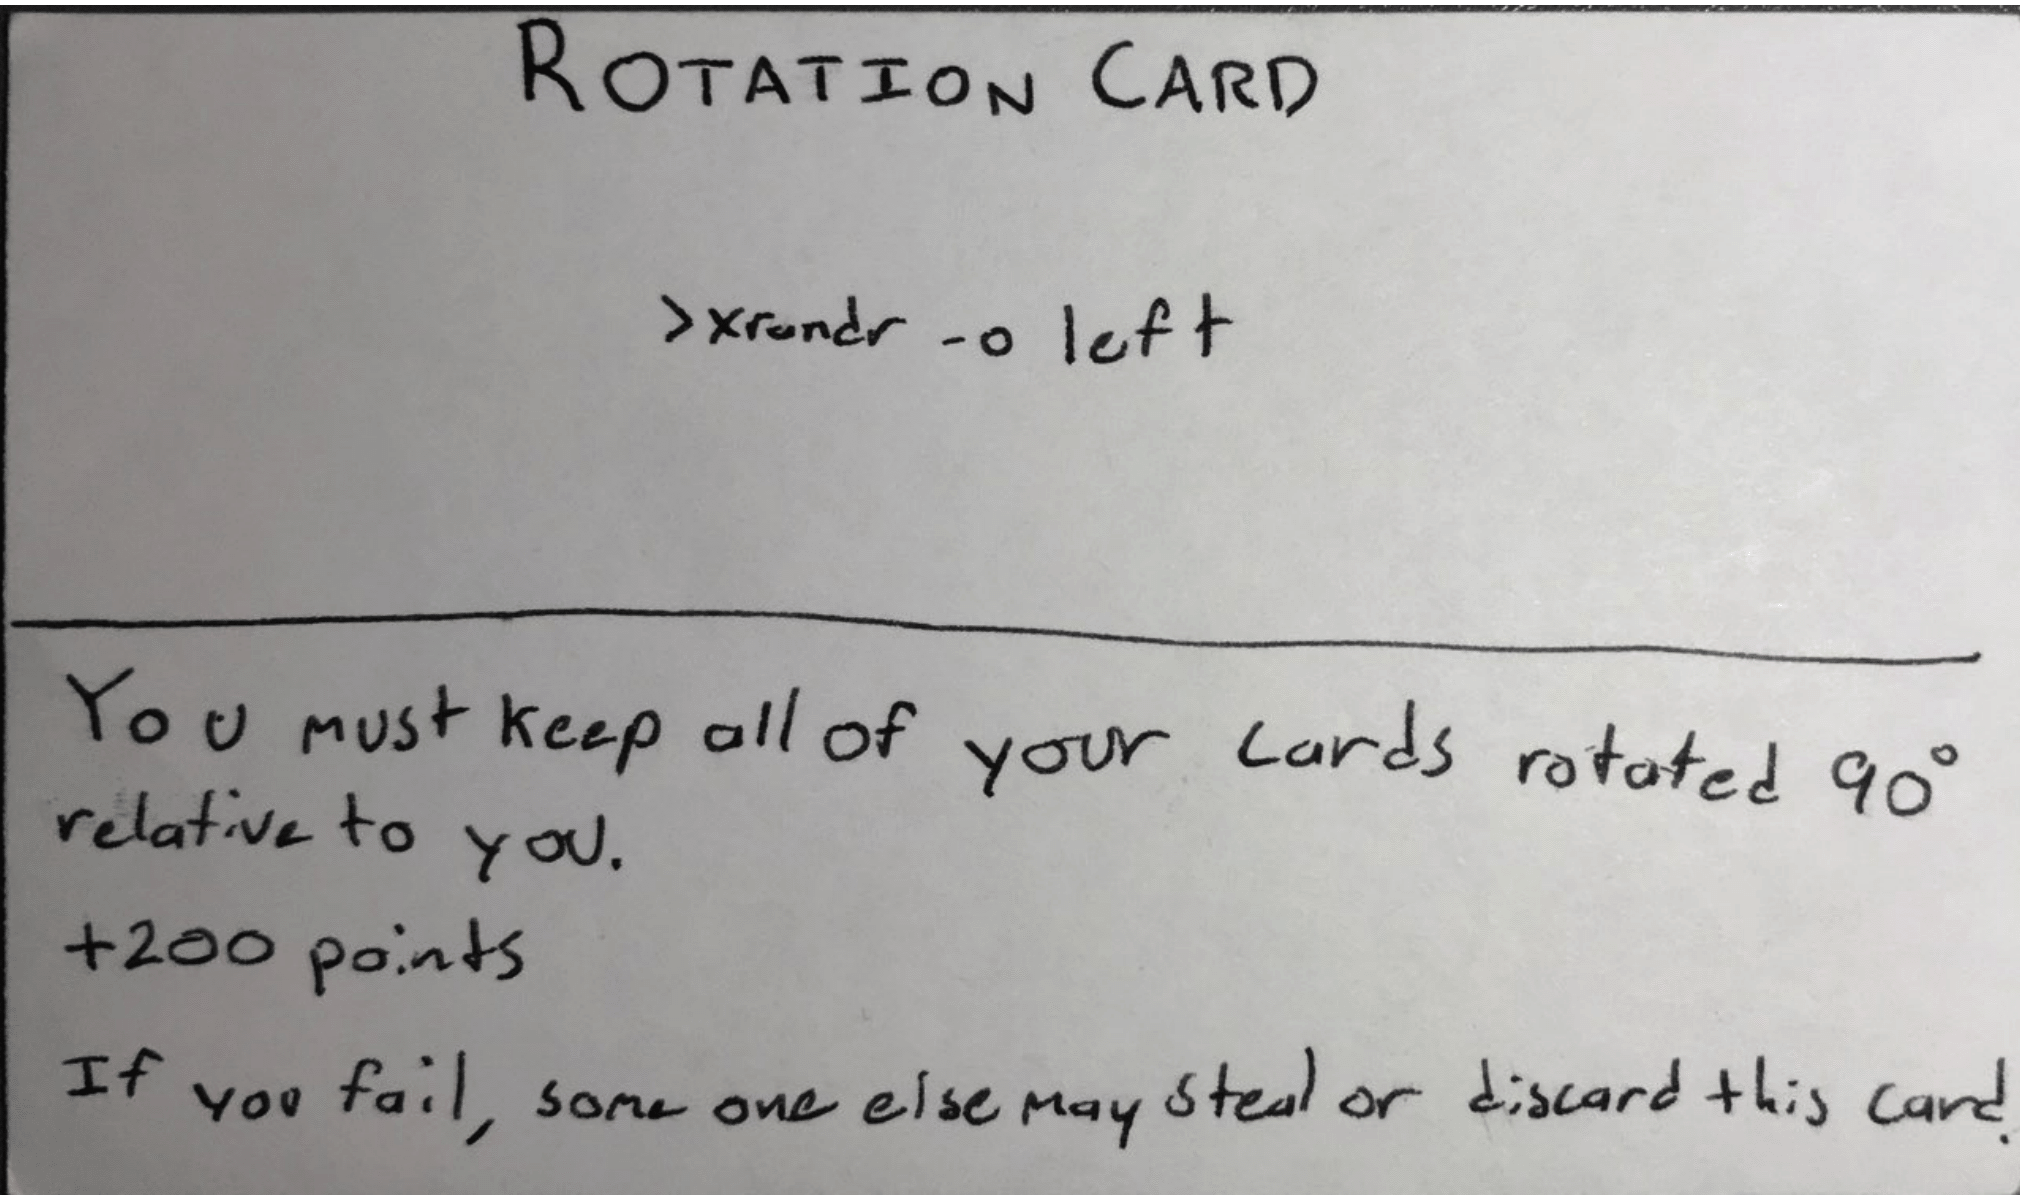 ROTATION CARD
>xrandr -o left
You must keep all of your cards rotated 90°
relative to you.
+200 points
If you fail, some one else may steal or discard this card.